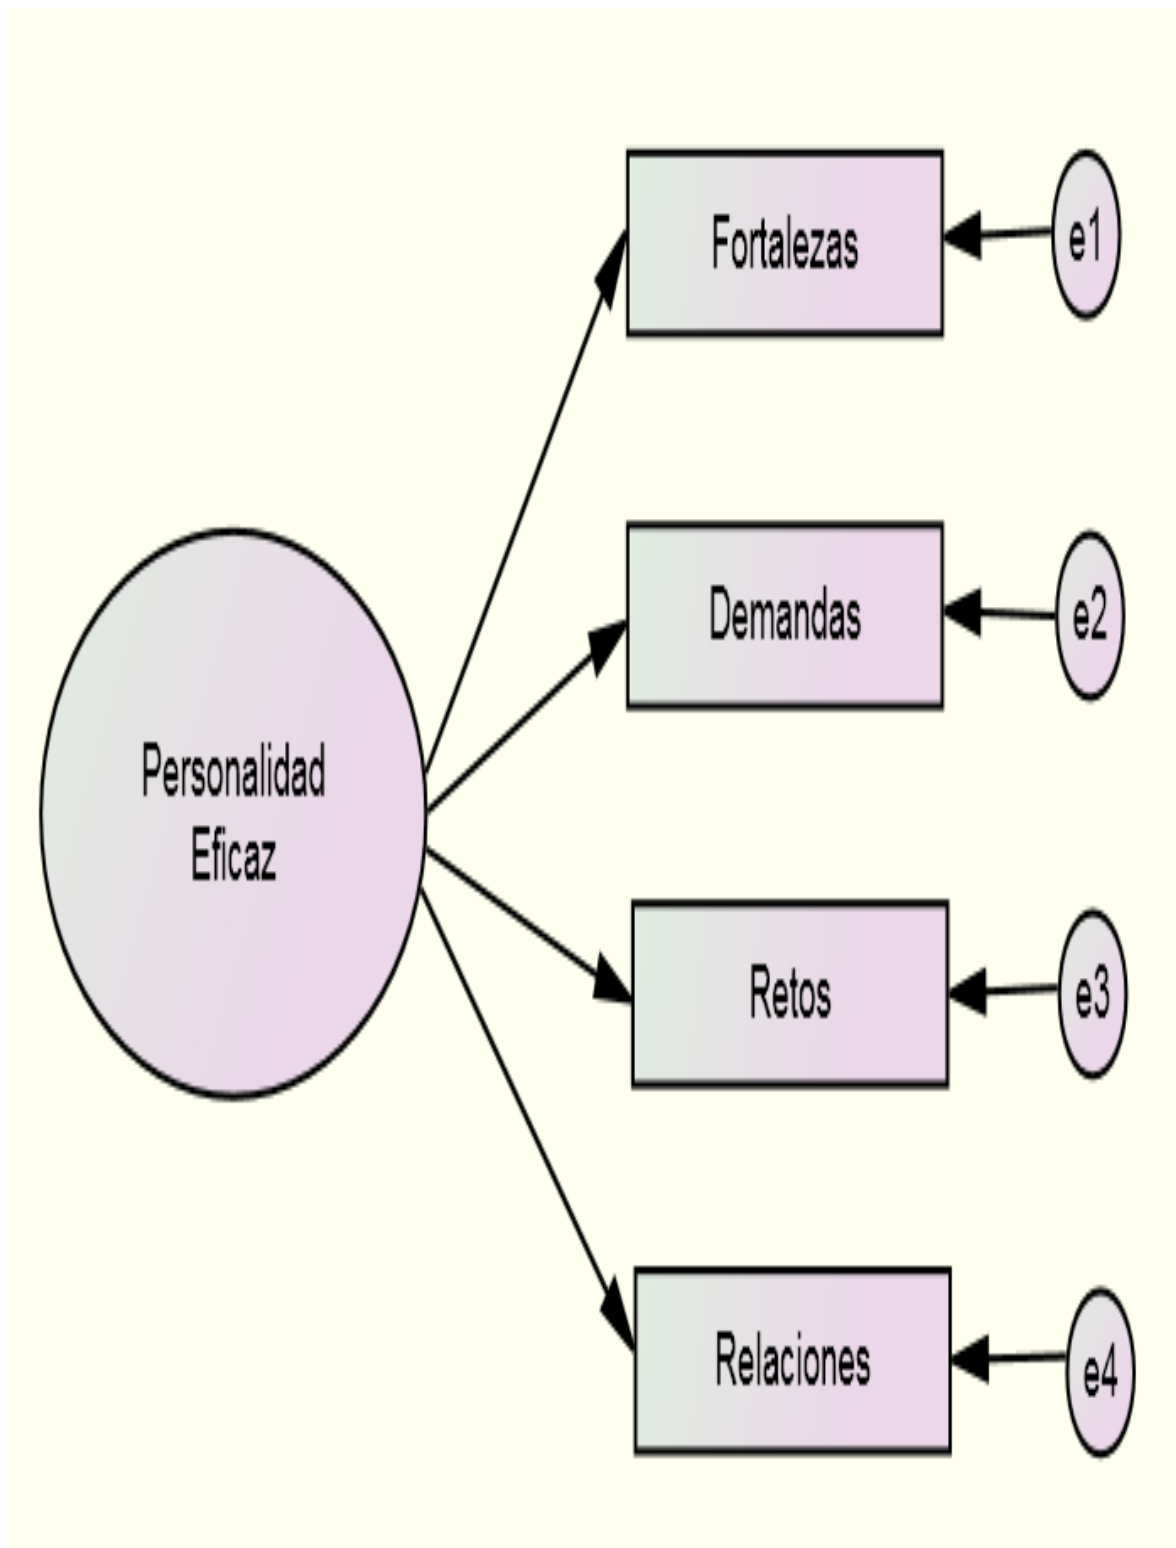 Fortalezas
e1
Demandas
e2
Personalidad
Eficaz
Retos
e3
Relaciones
e4